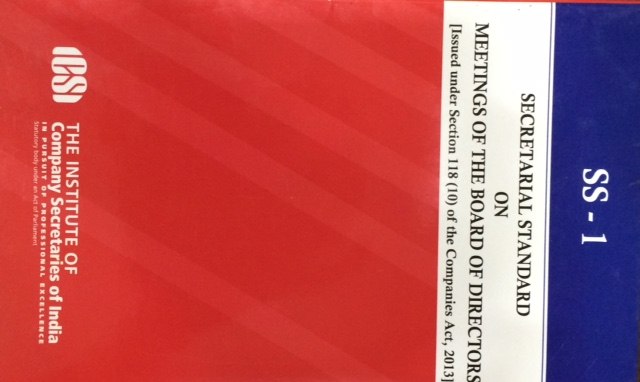 SS - 1
SECRETARIAL STANDARD
ON
MEETINGS OF THE BOARD OF DIRECTORS
[Issued under Section 118 (10) of the Companies Act, 2013]
ICSI
THE INSTITUTE OF
Company Secretaries of India
IN PURSUIT OF PROFESSIONAL EXCELLENCE
Statutory body under an Act of Parliament